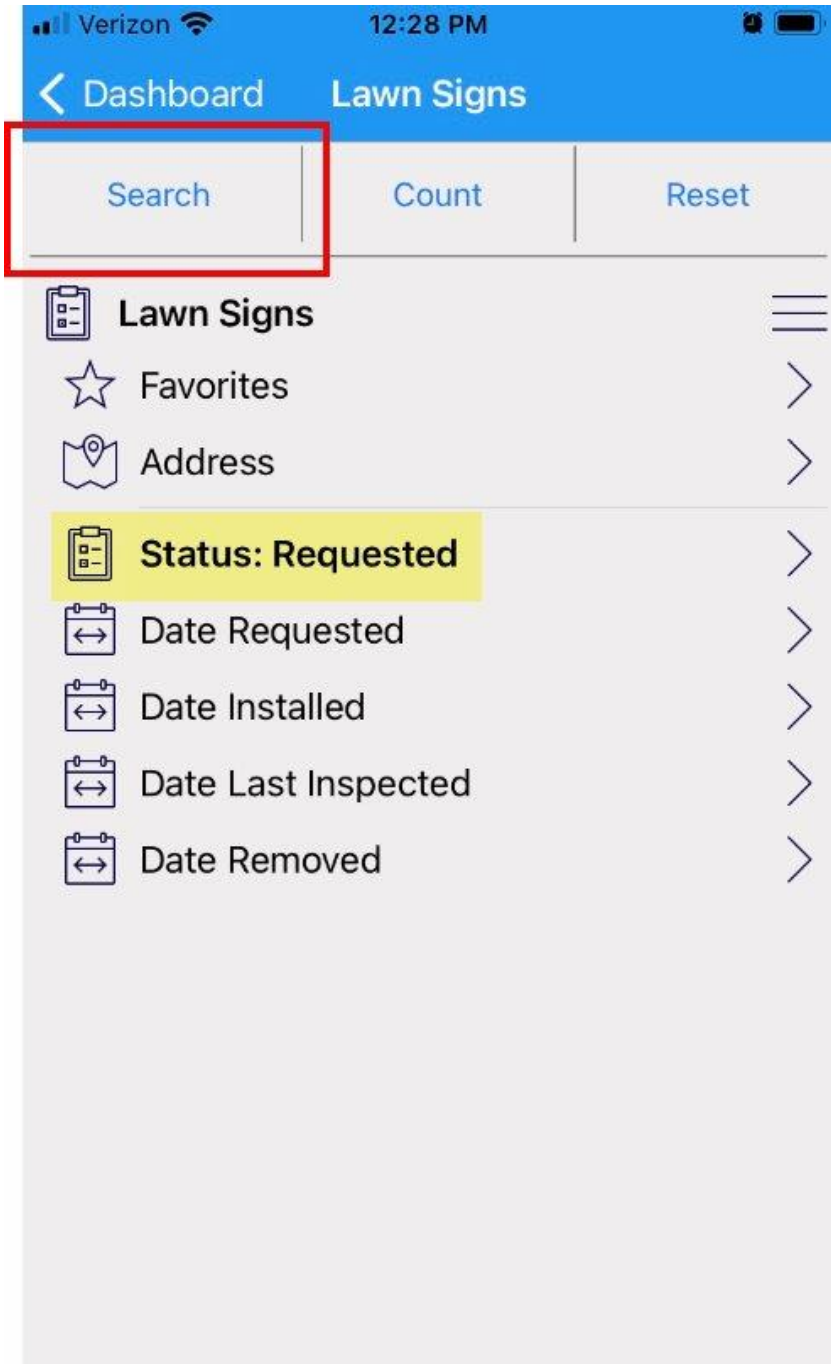 Verizon 12:28 PM
Dashboard Lawn Signs
Search Count Reset
Lawn Signs
Favorites
Address
Status: Requested
Date Requested
Date Installed
Date Last Inspected
Date Removed